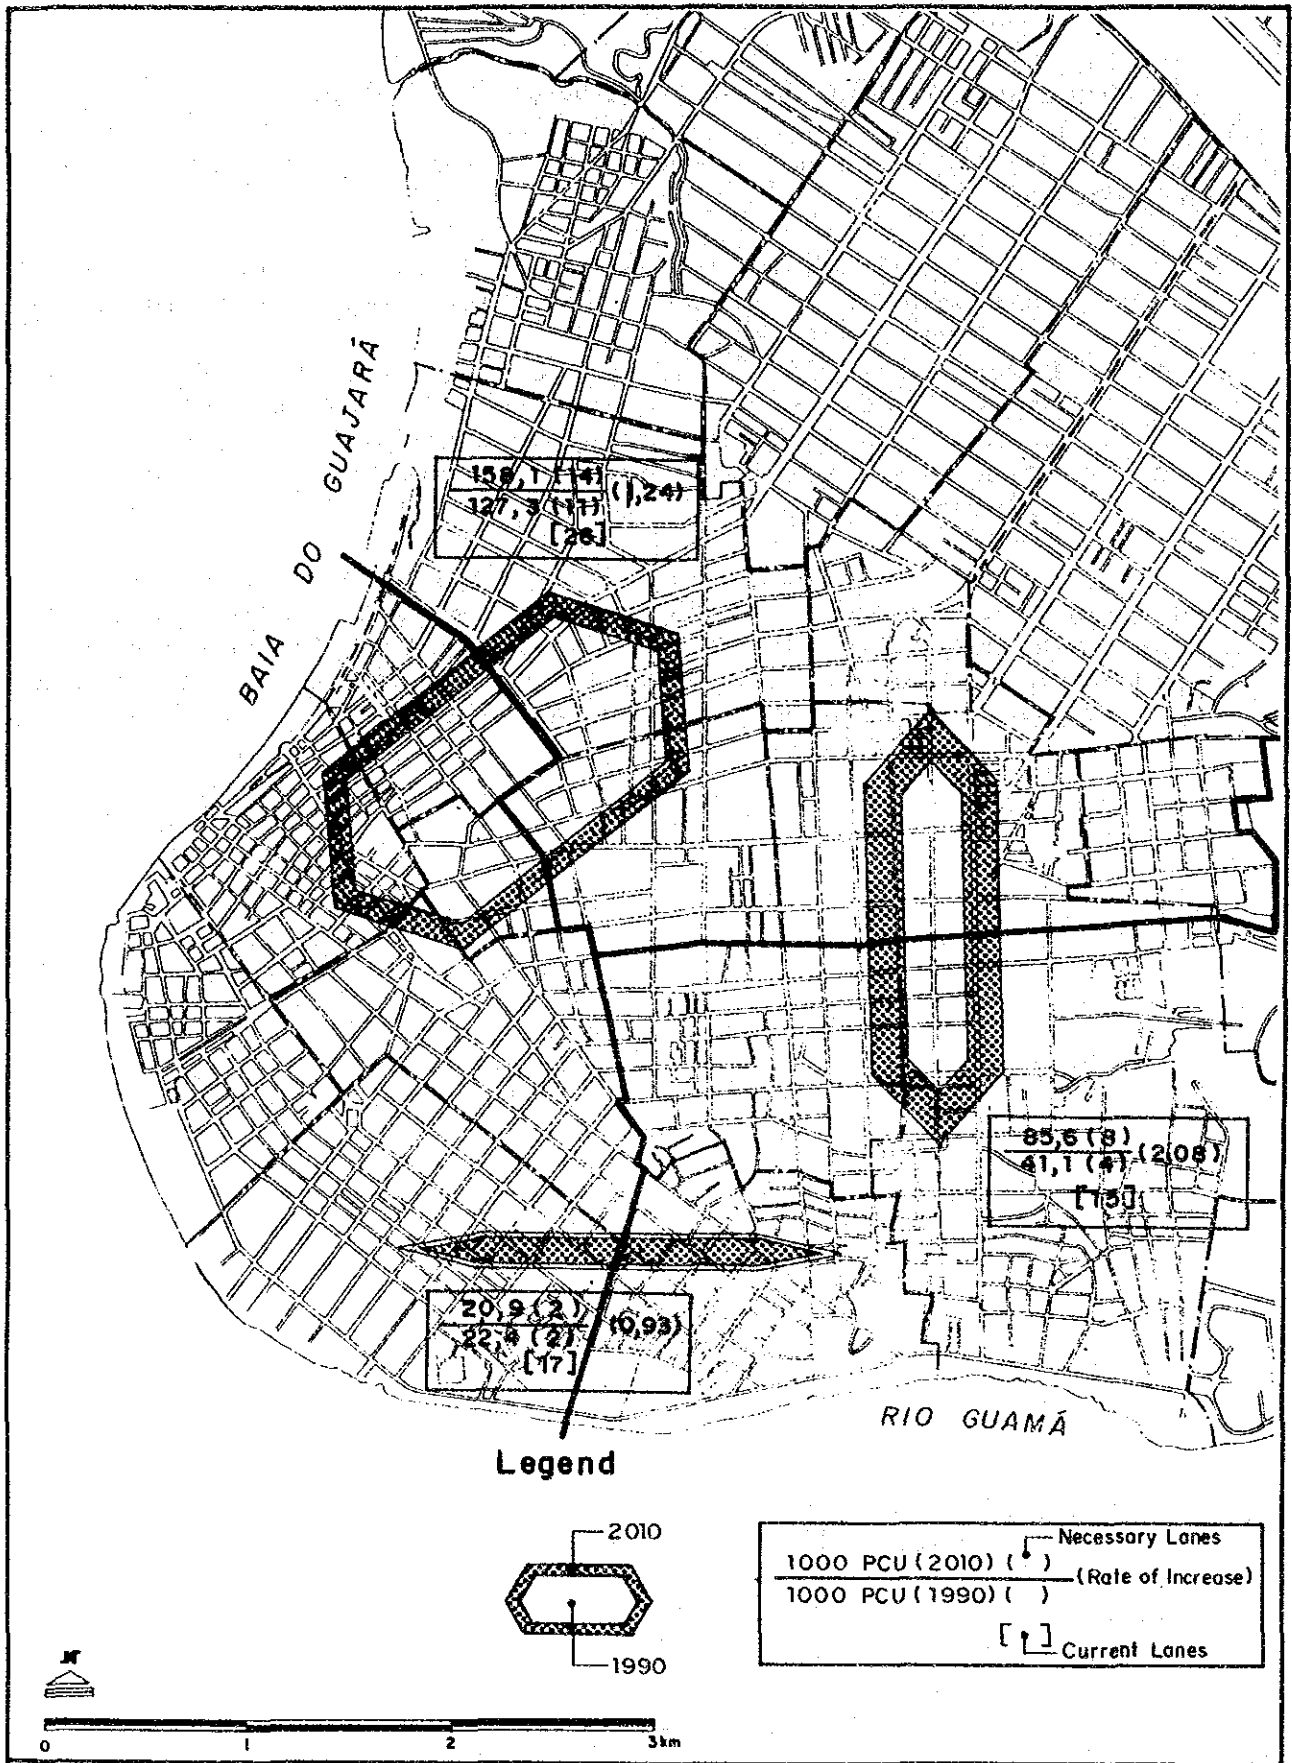 BAIA DO GUAJARÁ
158,1 (14)
127,3 (11)
(1,24)
[26]
85,6 (8)
41,1 (4)
(2,08)
[15]
20,9 (2)
22,4 (2)
(0,93)
[17]
RIO GUAMÁ
Legend
2010
1990
Necessary Lanes
1000 PCU (2010) ( )
1000 PCU (1990) ( )
(Rate of Increase)
[ ]
Current Lanes
N
0 1 2 3km